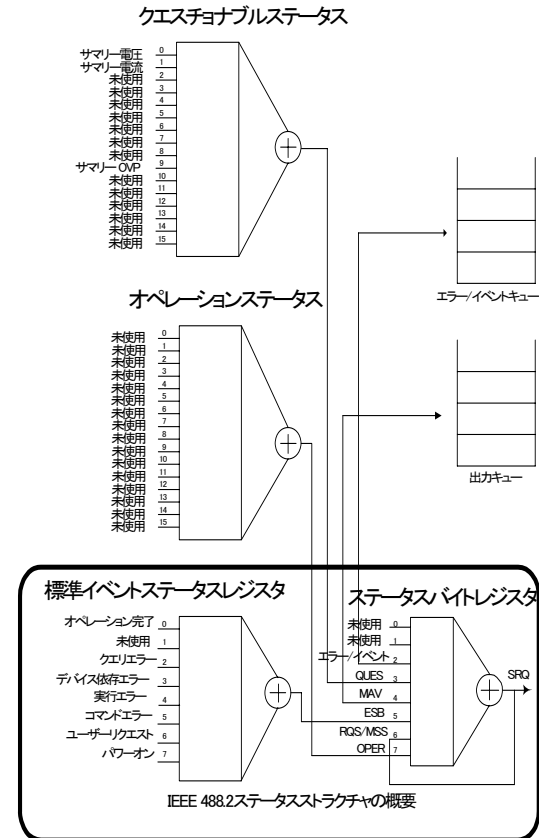 クエスチョナブルステータス
サマリー電圧 0
サマリー電流 1
未使用 2
未使用 3
未使用 4
未使用 5
未使用 6
未使用 7
未使用 8
サマリー OVP 9
未使用 10
未使用 11
未使用 12
未使用 13
未使用 14
未使用 15
エラー/イベントキュー
オペレーションステータス
未使用 0
未使用 1
未使用 2
未使用 3
未使用 4
未使用 5
未使用 6
未使用 7
未使用 8
未使用 9
未使用 10
未使用 11
未使用 12
未使用 13
未使用 14
未使用 15
出力キュー
標準イベントステータスレジスタ
オペレーション完了 0
未使用 1
クエリエラー 2
デバイス依存エラー 3
実行エラー 4
コマンドエラー 5
ユーザーリクエスト 6
パワーオン 7
ステータスバイトレジスタ
未使用 0
未使用 1
エラー/イベント 2
QUES 3
MAV 4
ESB 5
RQS/MSS 6
OPER 7
SRQ
IEEE 488.2ステータスストラクチャの概要